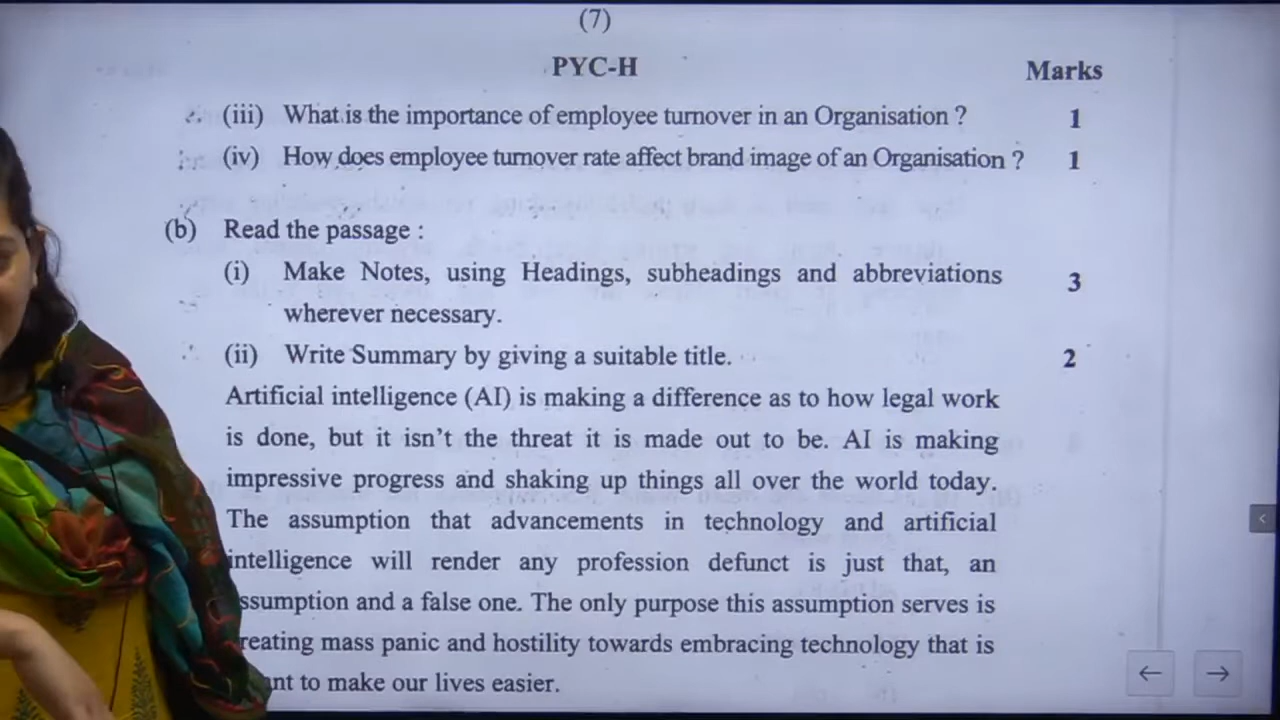 (7)
PYC-H
Marks
(iii) What is the importance of employee turnover in an Organisation ? 1
(iv) How does employee turnover rate affect brand image of an Organisation ? 1
(b) Read the passage :
(i) Make Notes, using Headings, subheadings and abbreviations 3
wherever necessary.
(ii) Write Summary by giving a suitable title. 2
Artificial intelligence (AI) is making a difference as to how legal work
is done, but it isn't the threat it is made out to be. AI is making
impressive progress and shaking up things all over the world today.
The assumption that advancements in technology and artificial
intelligence will render any profession defunct is just that, an
ssumption and a false one. The only purpose this assumption serves is
reating mass panic and hostility towards embracing technology that is
ant to make our lives easier.